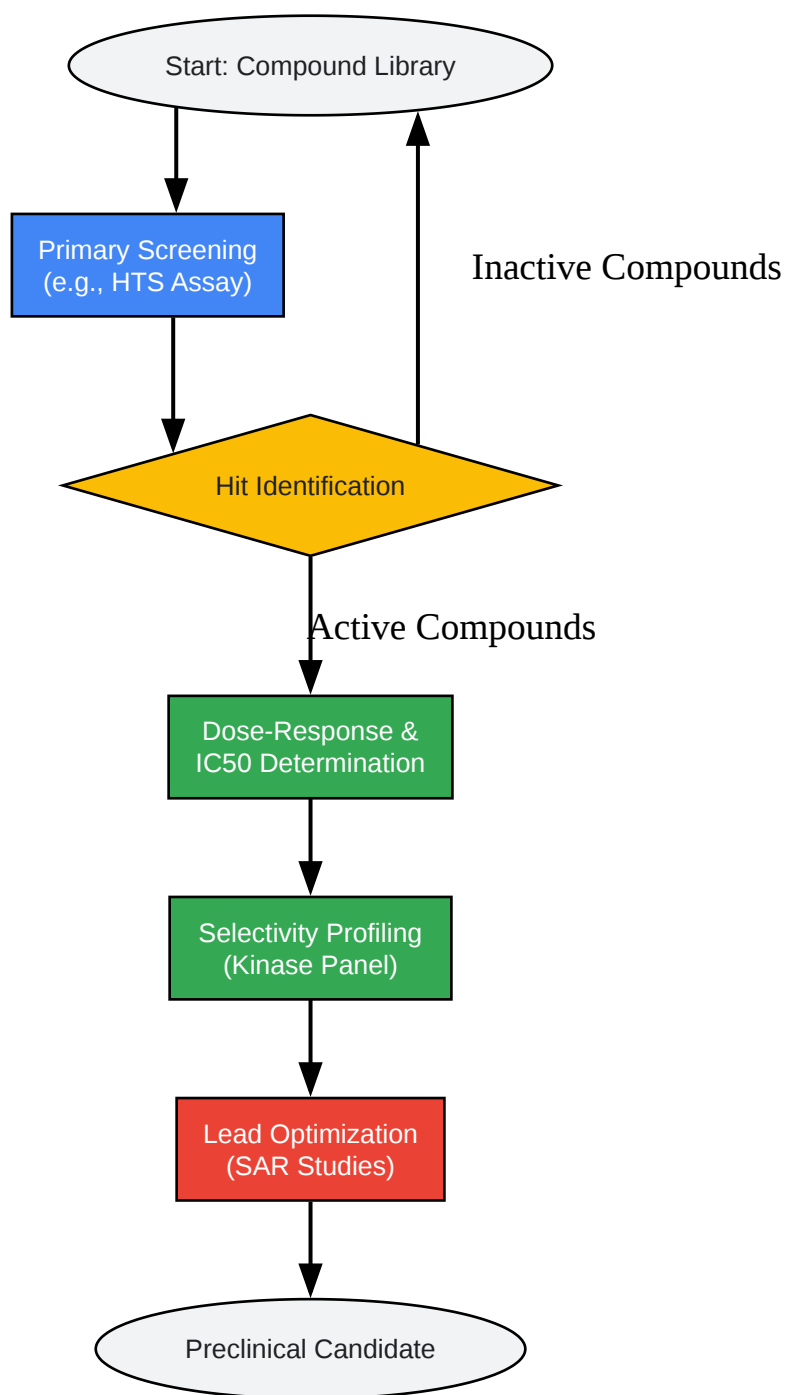 Start: Compound Library
Primary Screening
(e.g., HTS Assay)
Inactive Compounds
Hit Identification
Active Compounds
Dose-Response &
IC50 Determination
Selectivity Profiling
(Kinase Panel)
Lead Optimization
(SAR Studies)
Preclinical Candidate